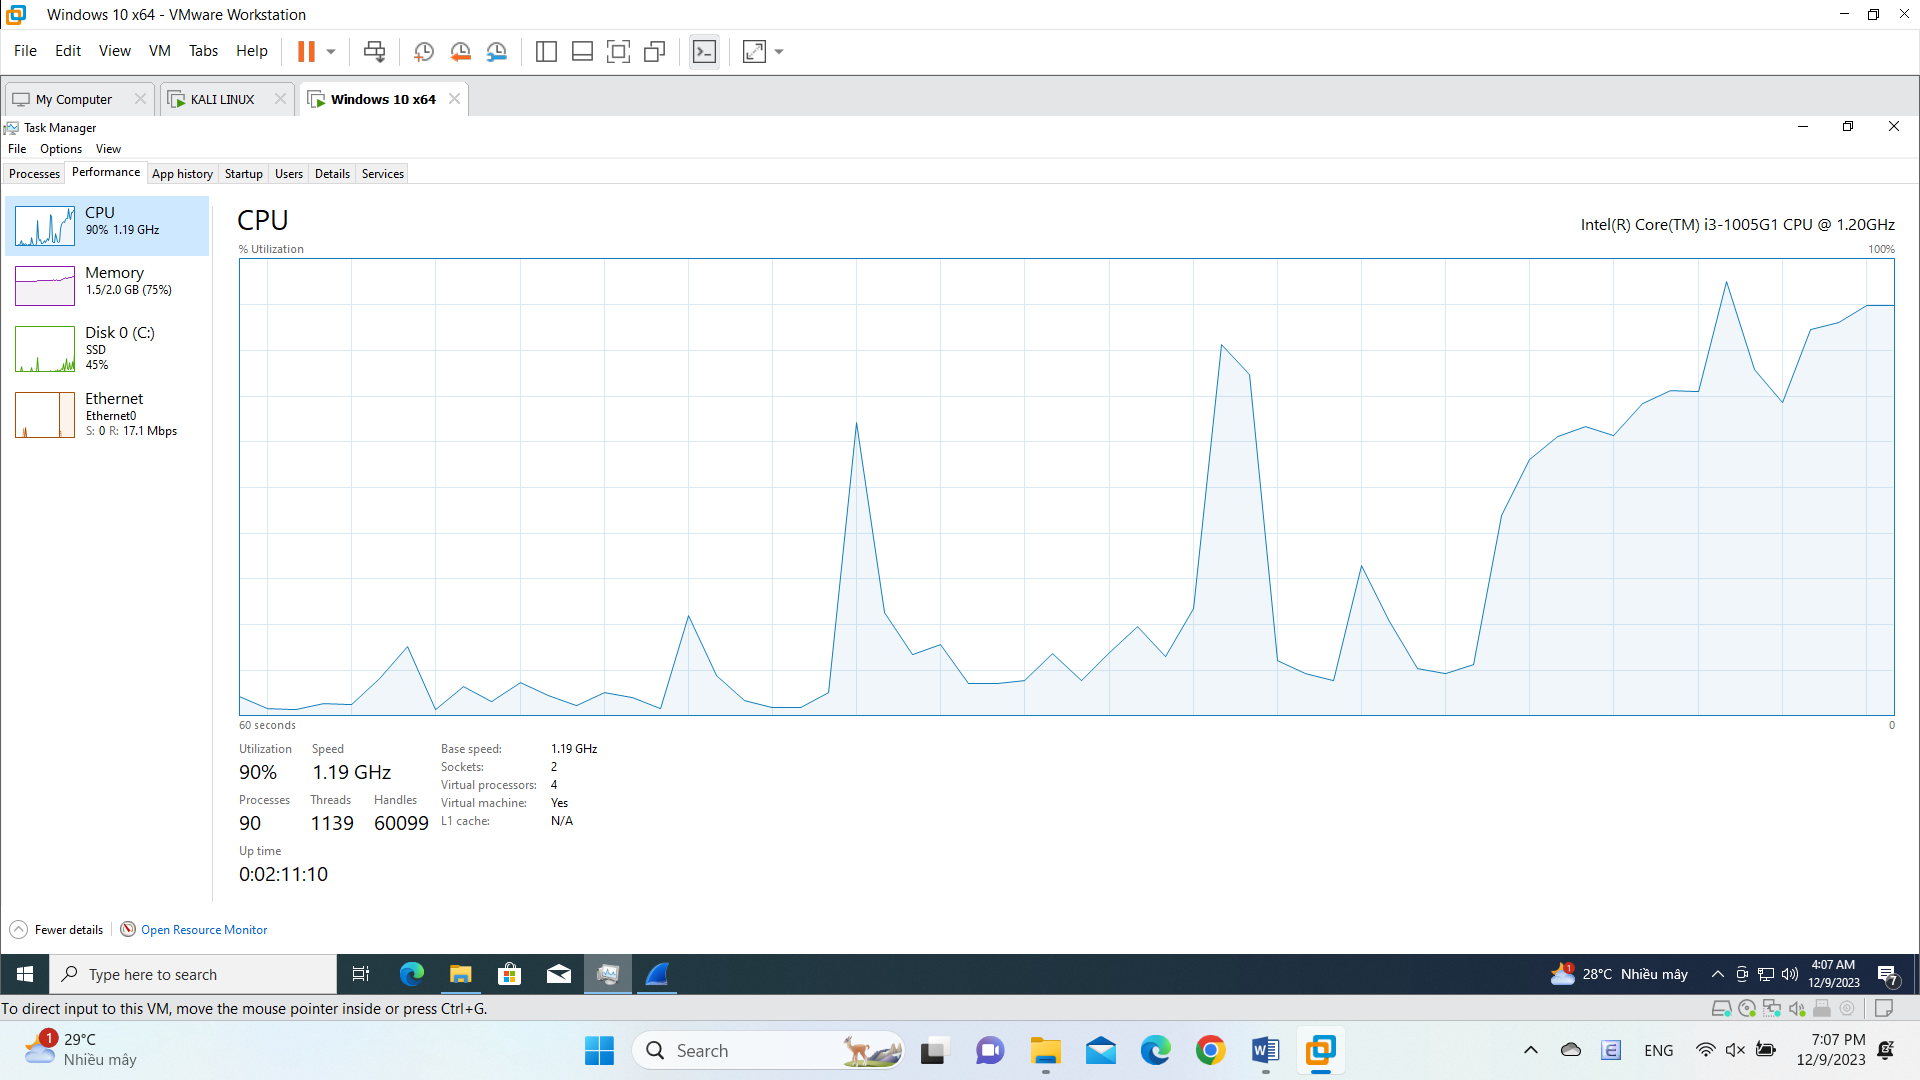 Windows 10 x64 - VMware Workstation
File Edit View VM Tabs Help
My Computer KALI LINUX Windows 10 x64
Task Manager
File Options View
Processes Performance App history Startup Users Details Services
CPU
90% 1.19 GHz
Memory
1.5/2.0 GB (75%)
Disk 0 (C:)
SSD
45%
Ethernet
Ethernet0
S: 0 R: 17.1 Mbps
CPU
Intel(R) Core(TM) i3-1005G1 CPU @ 1.20GHz
% Utilization 100%
60 seconds 0
Utilization Speed
90% 1.19 GHz
Processes Threads Handles
90 1139 60099
Up time
0:02:11:10
Base speed: 1.19 GHz
Sockets: 2
Virtual processors: 4
Virtual machine: Yes
L1 cache: N/A
Fewer details Open Resource Monitor
Type here to search
1 28°C Nhiều mây
4:07 AM
12/9/2023
7
To direct input to this VM, move the mouse pointer inside or press Ctrl+G.
1 29°C
Nhiều mây
Search
ENG
7:07 PM
12/9/2023